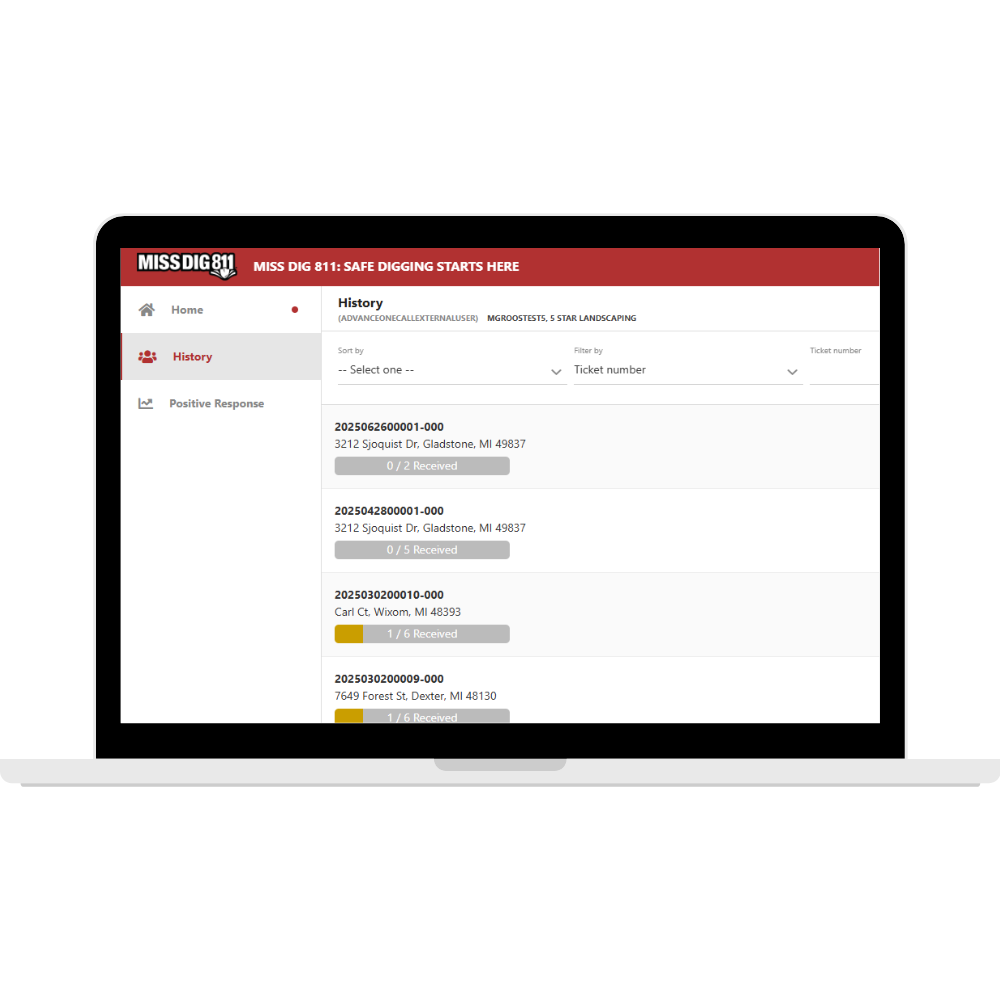 MISS DIG 811
MISS DIG 811: SAFE DIGGING STARTS HERE
Home
History
Positive Response
History
(ADVANCEONECALLEXTERNALUSER) MGROOSTESTS, 5 STAR LANDSCAPING
Sort by
-- Select one --
Filter by
Ticket number
Ticket number
2025062600001-000
3212 Sjoquist Dr, Gladstone, MI 49837
0 / 2 Received
2025042800001-000
3212 Sjoquist Dr, Gladstone, MI 49837
0 / 5 Received
2025030200010-000
Carl Ct, Wixom, MI 48393
1 / 6 Received
2025030200009-000
7649 Forest St, Dexter, MI 48130
1 / 6 Received